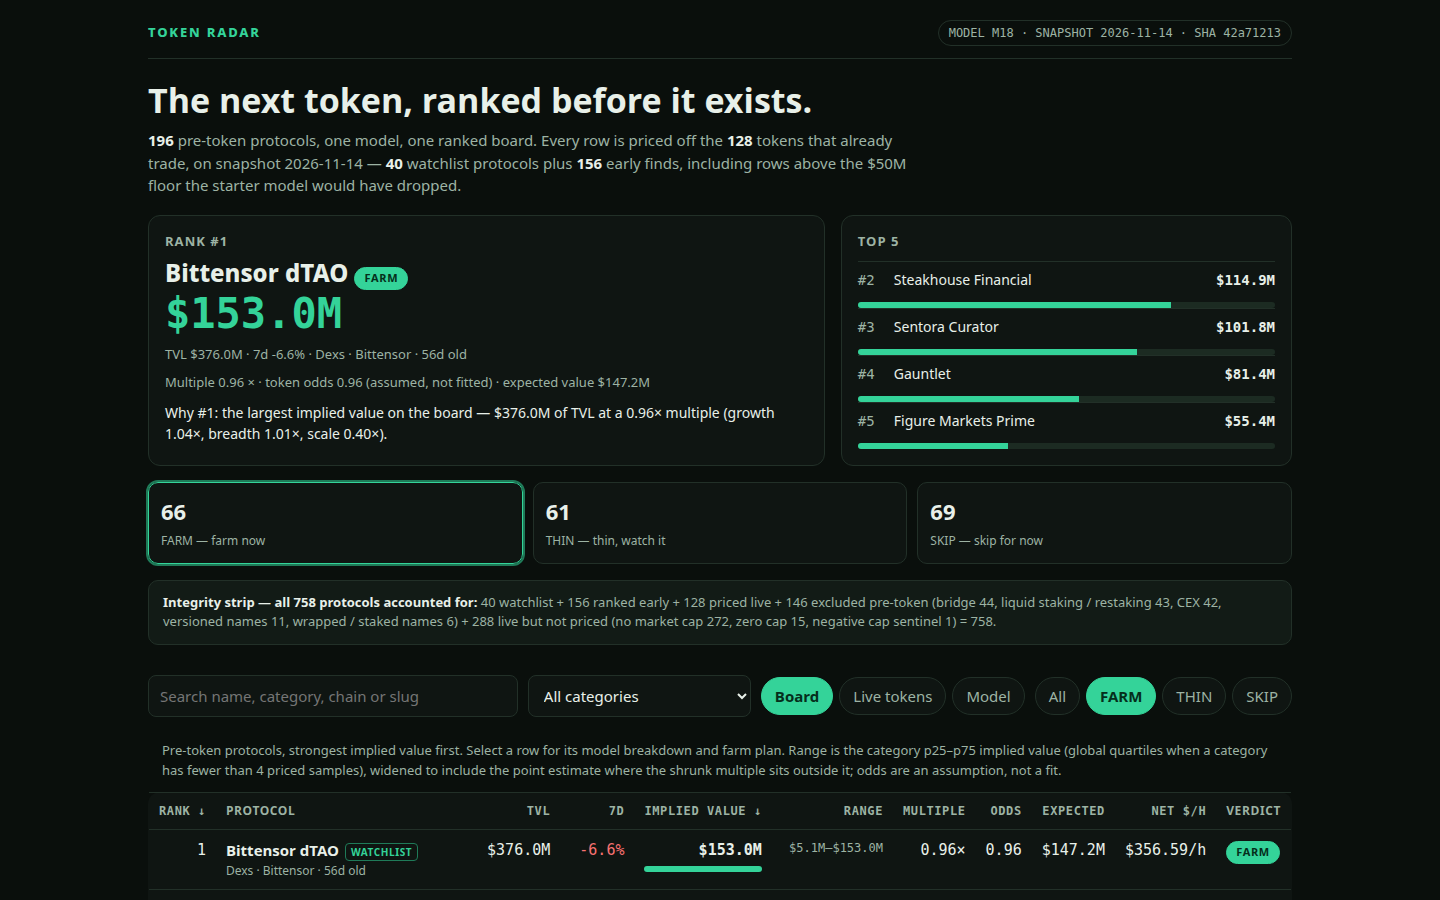 TOKEN RADAR
MODEL M18 · SNAPSHOT 2026-11-14 · SHA 42a71213
The next token, ranked before it exists.
196 pre-token protocols, one model, one ranked board. Every row is priced off the 128 tokens that already
trade, on snapshot 2026-11-14 — 40 watchlist protocols plus 156 early finds, including rows above the $50M
floor the starter model would have dropped.
RANK #1
Bittensor dTAO FARM
$153.0M
TVL $376.0M · 7d -6.6% · Dexs · Bittensor · 56d old
Multiple 0.96 × · token odds 0.96 (assumed, not fitted) · expected value $147.2M
Why #1: the largest implied value on the board — $376.0M of TVL at a 0.96× multiple (growth
1.04×, breadth 1.01×, scale 0.40×).
TOP 5
#2 Steakhouse Financial $114.9M
#3 Sentora Curator $101.8M
#4 Gauntlet $81.4M
#5 Figure Markets Prime $55.4M
66
FARM — farm now
61
THIN — thin, watch it
69
SKIP — skip for now
Integrity strip — all 758 protocols accounted for: 40 watchlist + 156 ranked early + 128 priced live + 146 excluded pre-token (bridge 44, liquid staking / restaking 43, CEX 42,
versioned names 11, wrapped / staked names 6) + 288 live but not priced (no market cap 272, zero cap 15, negative cap sentinel 1) = 758.
Search name, category, chain or slug
All categories
Board Live tokens Model All FARM THIN SKIP
Pre-token protocols, strongest implied value first. Select a row for its model breakdown and farm plan. Range is the category p25–p75 implied value (global quartiles when a category
has fewer than 4 priced samples), widened to include the point estimate where the shrunk multiple sits outside it; odds are an assumption, not a fit.
RANK ↓ PROTOCOL TVL 7D IMPLIED VALUE ↓ RANGE MULTIPLE ODDS EXPECTED NET $/H VERDICT
1 Bittensor dTAO WATCHLIST $376.0M -6.6% $153.0M $5.1M–$153.0M 0.96× 0.96 $147.2M $356.59/h FARM
Dexs · Bittensor · 56d old